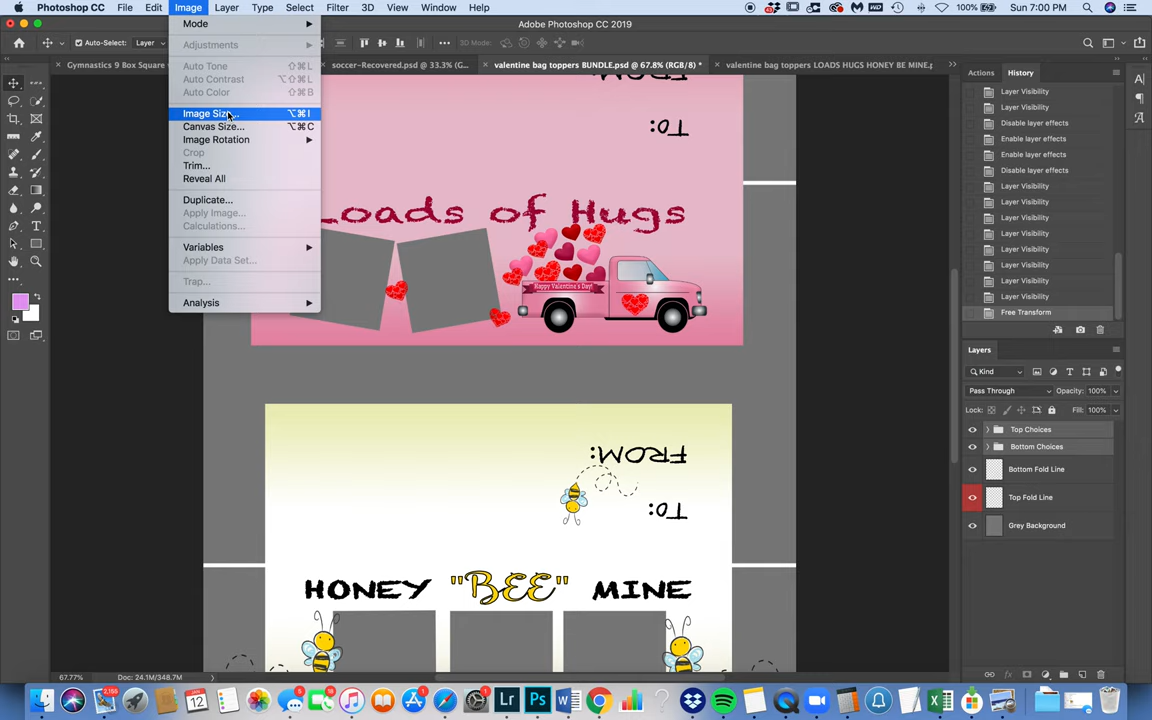 Photoshop CC File Edit Image Layer Type Select Filter 3D View Window Help 100% Sun 7:00 PM
Adobe Photoshop CC 2019
Auto-Select: Layer 3D Mode:
Gymnastics 9 Box Square soccer-Recovered.psd @ 33.3% (G... valentine bag toppers BUNDLE.psd @ 67.8% (RGB/8) * valentine bag toppers LOADS HUGS HONEY BE MINE.p
Mode
Adjustments
Auto Tone ⇧⌘L
Auto Contrast ⌥⇧⌘L
Auto Color ⇧⌘B
Image Size... ⌥⌘I
Canvas Size... ⌥⌘C
Image Rotation
Crop
Trim...
Reveal All
Duplicate...
Apply Image...
Calculations...
Variables
Apply Data Set...
Trap...
Analysis
FROM:
TO:
Loads of Hugs
Happy Valentine's Day!
FROM:
TO:
HONEY "BEE" MINE
67.77% Doc: 24.1M/348.7M
Actions History
Layer Visibility
Layer Visibility
Disable layer effects
Enable layer effects
Enable layer effects
Disable layer effects
Layer Visibility
Layer Visibility
Layer Visibility
Layer Visibility
Layer Visibility
Layer Visibility
Layer Visibility
Layer Visibility
Free Transform
Layers
Kind
Pass Through Opacity: 100%
Lock: Fill: 100%
Top Choices
Bottom Choices
Bottom Fold Line
Top Fold Line
Grey Background